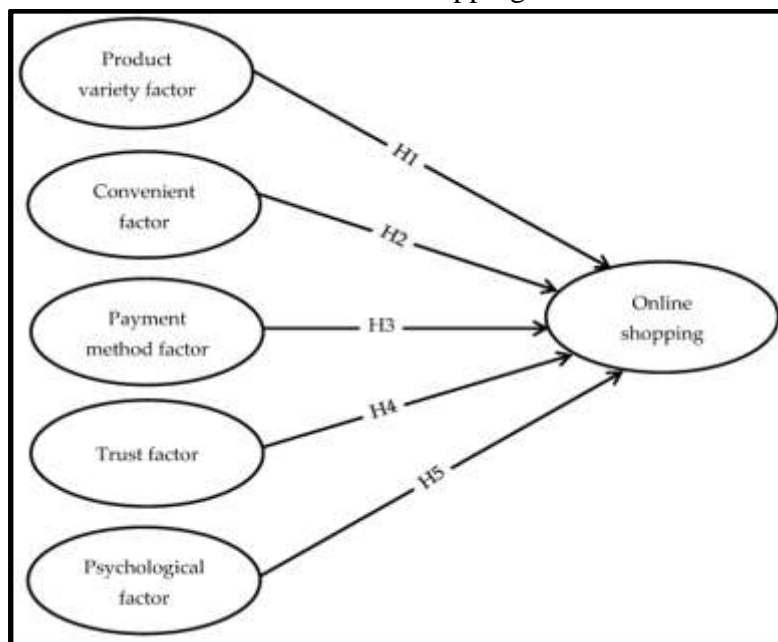 pping
Product
variety factor
H1
Convenient
factor
H2
Payment
method factor
H3
Online
shopping
Trust factor
H4
Psychological
factor
H5